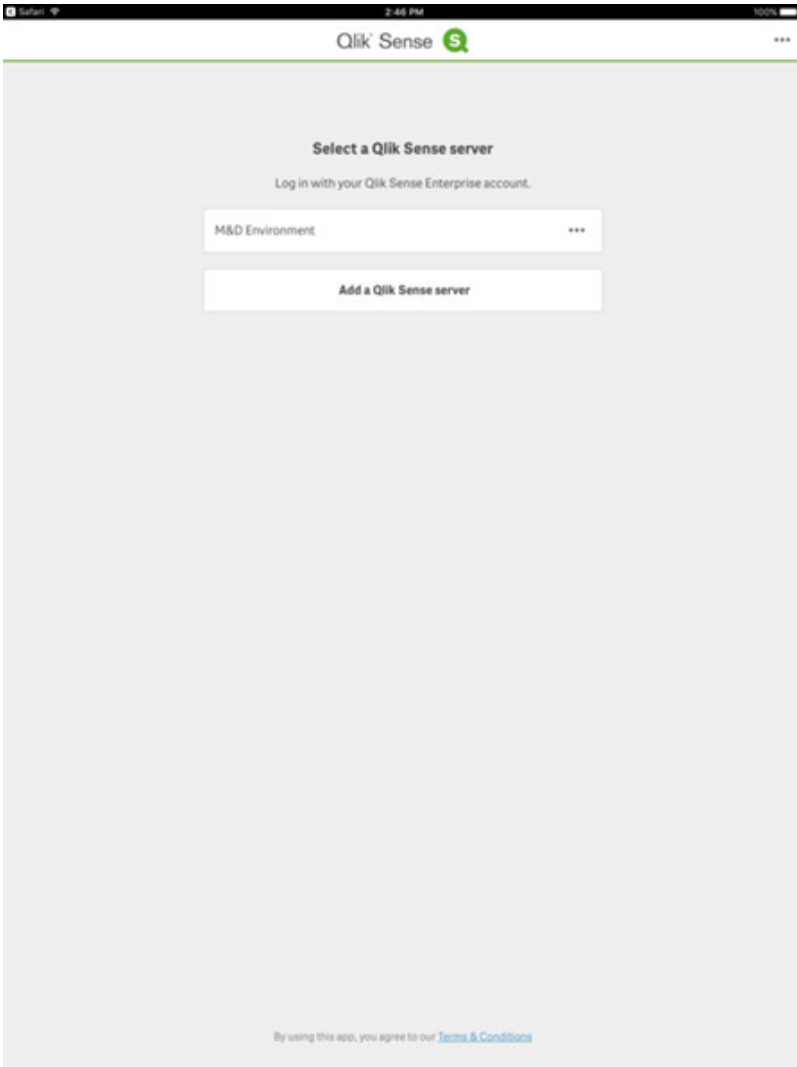 Safari 2:46 PM 100%
Qlik Sense S •••
Select a Qlik Sense server
Log in with your Qlik Sense Enterprise account.
M&D Environment •••
Add a Qlik Sense server
By using this app, you agree to our Terms & Conditions